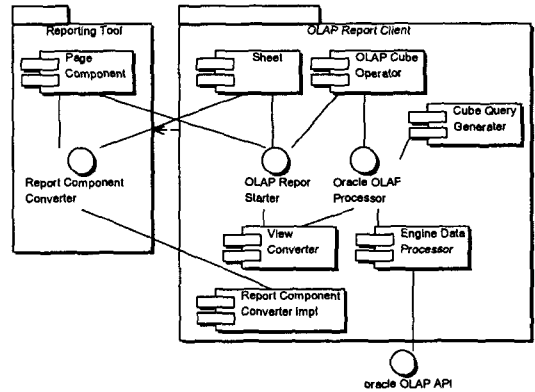 Reporting Tool
OLAP Report Client
Page
Component
Sheet
OLAP Cube
Operator
Cube Query
Generater
Report Component
Converter
OLAP Repor
Starter
Oracle OLAP
Processor
View
Converter
Engine Data
Processor
Report Component
Converter Impl
oracle OLAP API